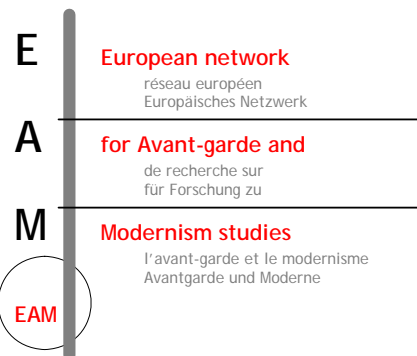 E
European network
réseau européen
Europäisches Netzwerk
A
for Avant-garde and
de recherche sur
für Forschung zu
M
Modernism studies
l'avant-garde et le modernisme
Avantgarde und Moderne
EAM